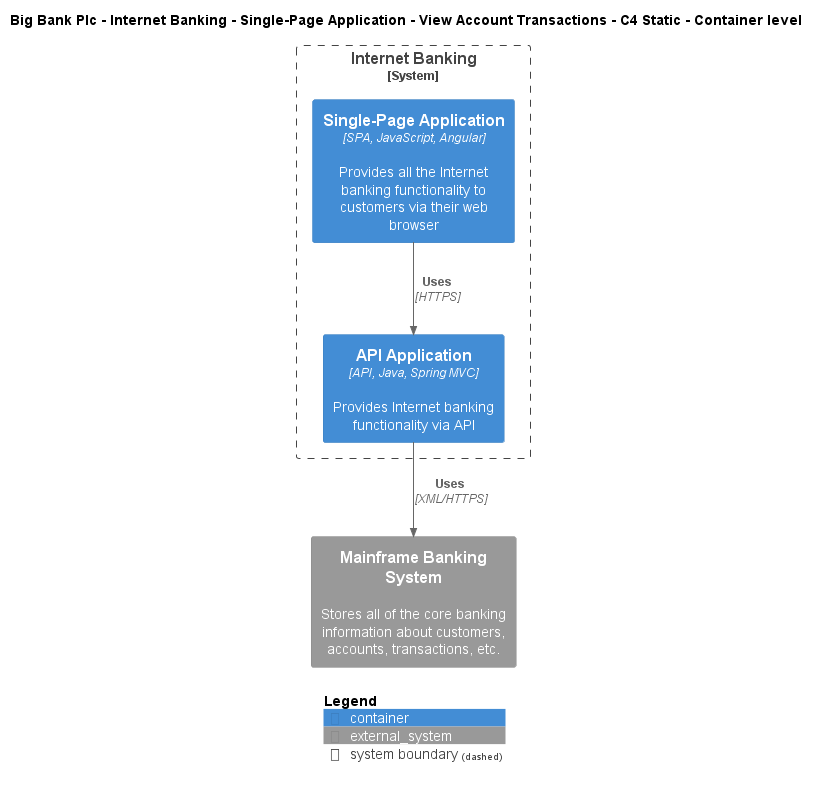 Big Bank Plc - Internet Banking - Single-Page Application - View Account Transactions - C4 Static - Container level
Internet Banking
[System]
Single-Page Application
[SPA, JavaScript, Angular]
Provides all the Internet
banking functionality to
customers via their web
browser
Uses
[HTTPS]
API Application
[API, Java, Spring MVC]
Provides Internet banking
functionality via API
Uses
[XML/HTTPS]
Mainframe Banking
System
Stores all of the core banking
information about customers,
accounts, transactions, etc.
Legend
container
external_system
system boundary (dashed)